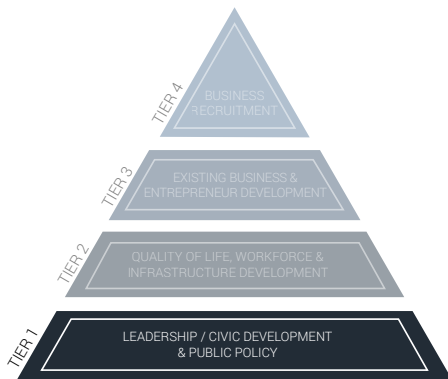 TIER 4
BUSINESS
RECRUITMENT
TIER 3
EXISTING BUSINESS &
ENTREPRENEUR DEVELOPMENT
TIER 2
QUALITY OF LIFE, WORKFORCE &
INFRASTRUCTURE DEVELOPMENT
TIER 1
LEADERSHIP / CIVIC DEVELOPMENT
& PUBLIC POLICY